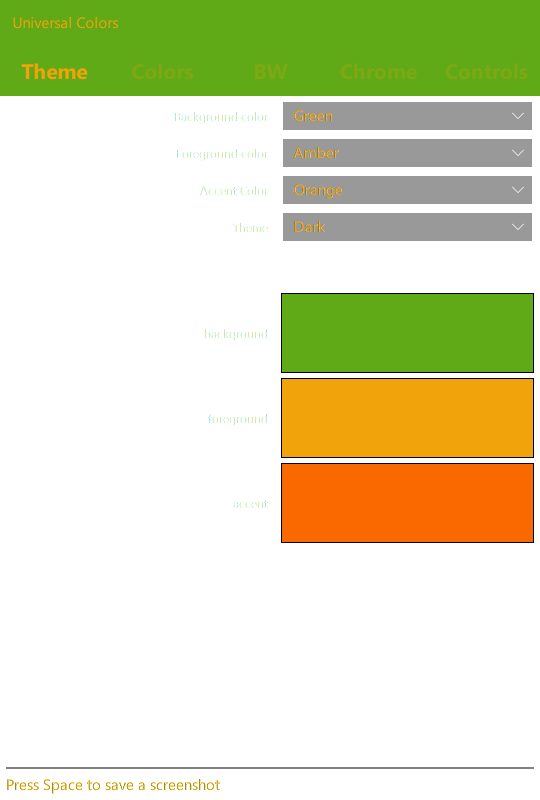 Universal Colors
Theme Colors BW Chrome Controls
Background color Green
Foreground color Amber
Accent Color Orange
Theme Dark
background
foreground
accent
Press Space to save a screenshot